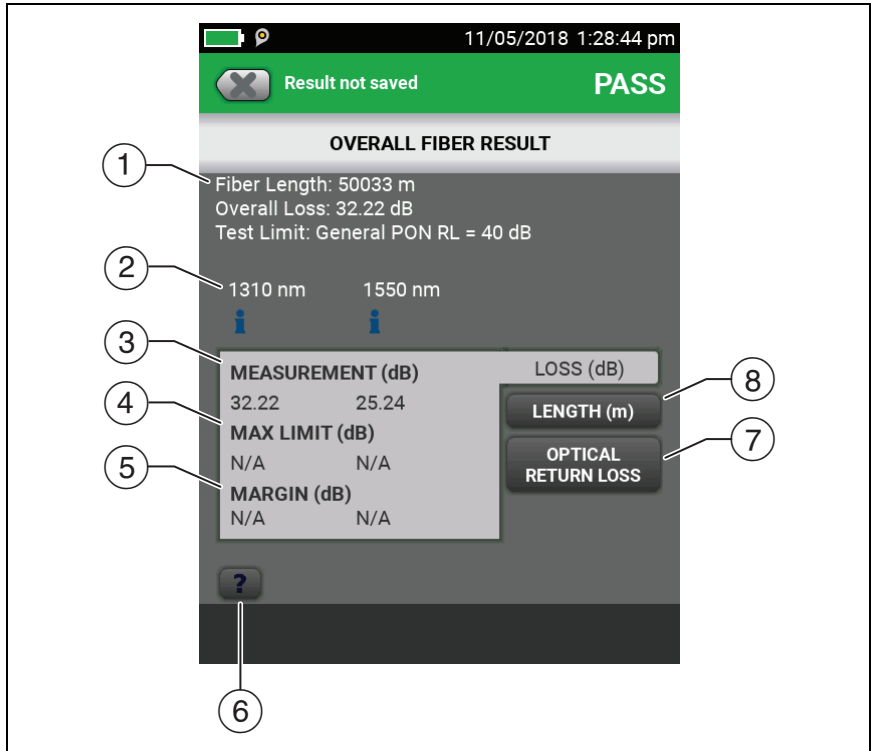 11/05/2018 1:28:44 pm
Result not saved
PASS
OVERALL FIBER RESULT
1
Fiber Length: 50033 m
Overall Loss: 32.22 dB
Test Limit: General PON RL = 40 dB
2
1310 nm 1550 nm
i i
3
MEASUREMENT (dB)
LOSS (dB)
8
4
32.22 25.24
LENGTH (m)
MAX LIMIT (dB)
7
5
N/A N/A
OPTICAL
RETURN LOSS
MARGIN (dB)
N/A N/A
?
6